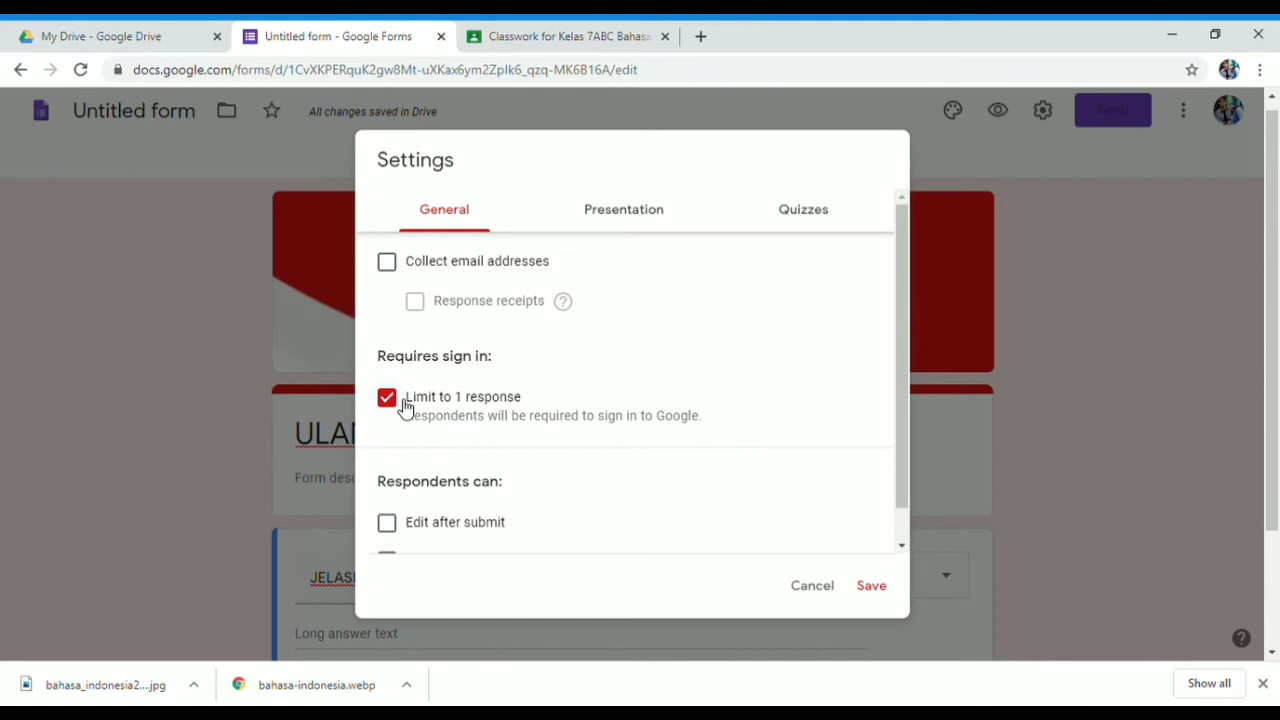 My Drive - Google Drive
Untitled form - Google Forms
Classwork for Kelas 7ABC Bahasa
docs.google.com/forms/d/1CvXKPERquK2gw8Mt-uXKax6ym2Zplk6_qzq-MK6B16A/edit
Untitled form
All changes saved in Drive
Send
Settings
General
Presentation
Quizzes
Collect email addresses
Response receipts
Requires sign in:
Limit to 1 response
espondents will be required to sign in to Google.
Respondents can:
Edit after submit
Cancel
Save
ULAN
Form desc
JELAS
Long answer text
bahasa_indonesia2....jpg
bahasa-indonesia.webp
Show all